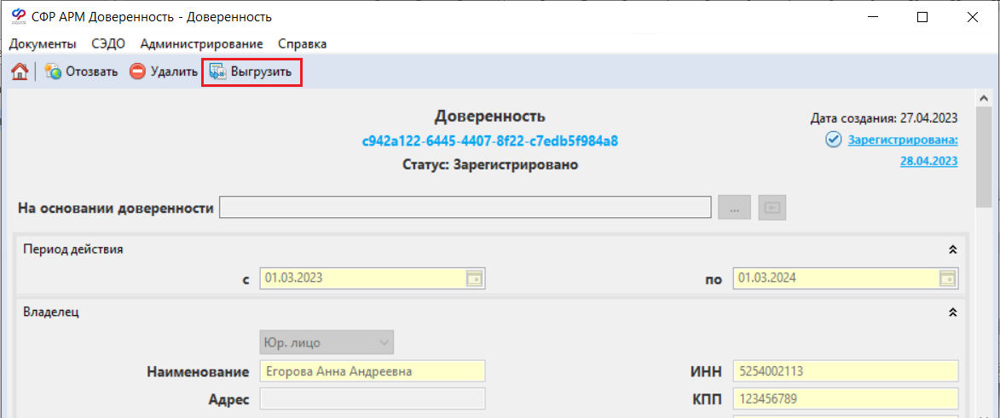 СФР АРМ Доверенность - Доверенность
Документы СЭДО Администрирование Справка
Отозвать Удалить Выгрузить
Доверенность
Дата создания: 27.04.2023
c942a122-6445-4407-8f22-c7edb5f984a8
Зарегистрирована:
28.04.2023
Статус: Зарегистрировано
На основании доверенности ...
Период действия
с 01.03.2023 по 01.03.2024
Владелец
Юр. лицо
Наименование Егорова Анна Андреевна ИНН 5254002113
Адрес КПП 123456789